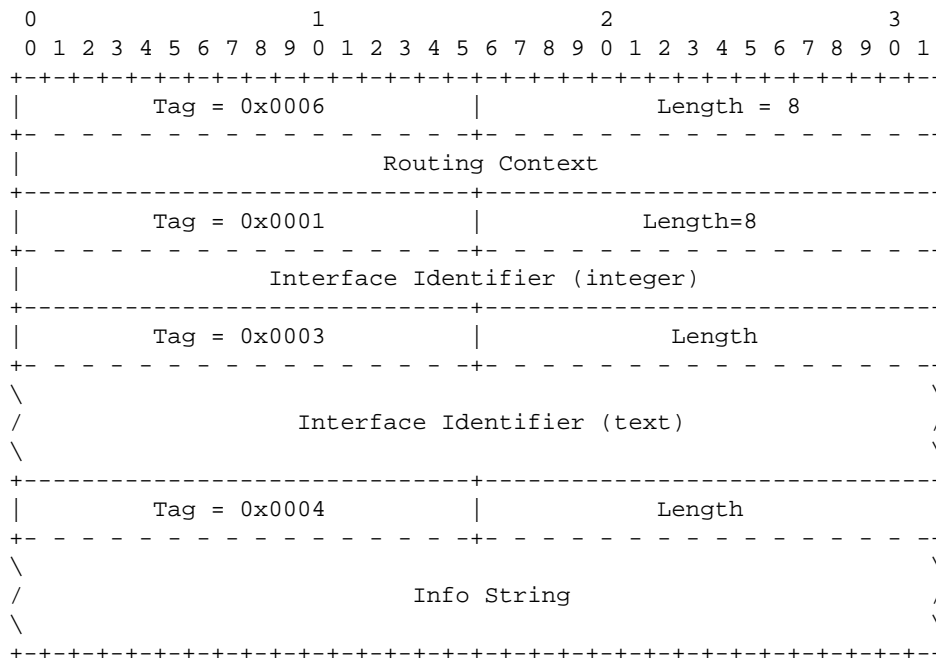 0                   1                   2                   3
0 1 2 3 4 5 6 7 8 9 0 1 2 3 4 5 6 7 8 9 0 1 2 3 4 5 6 7 8 9 0 1
Tag = 0x0006 Length = 8
Routing Context
Tag = 0x0001 Length=8
Interface Identifier (integer)
Tag = 0x0003 Length
Interface Identifier (text)
Tag = 0x0004 Length
Info String